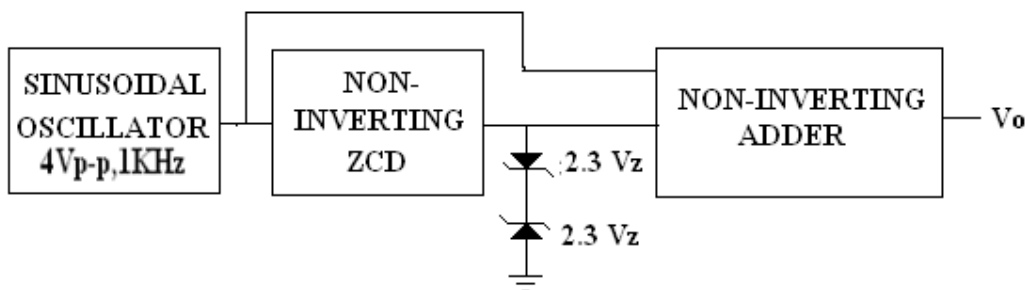 SINUSOIDAL
OSCILLATOR
4Vp-p,1KHz
NON-
INVERTING
ZCD
2.3 Vz
2.3 Vz
NON-INVERTING
ADDER
Vo